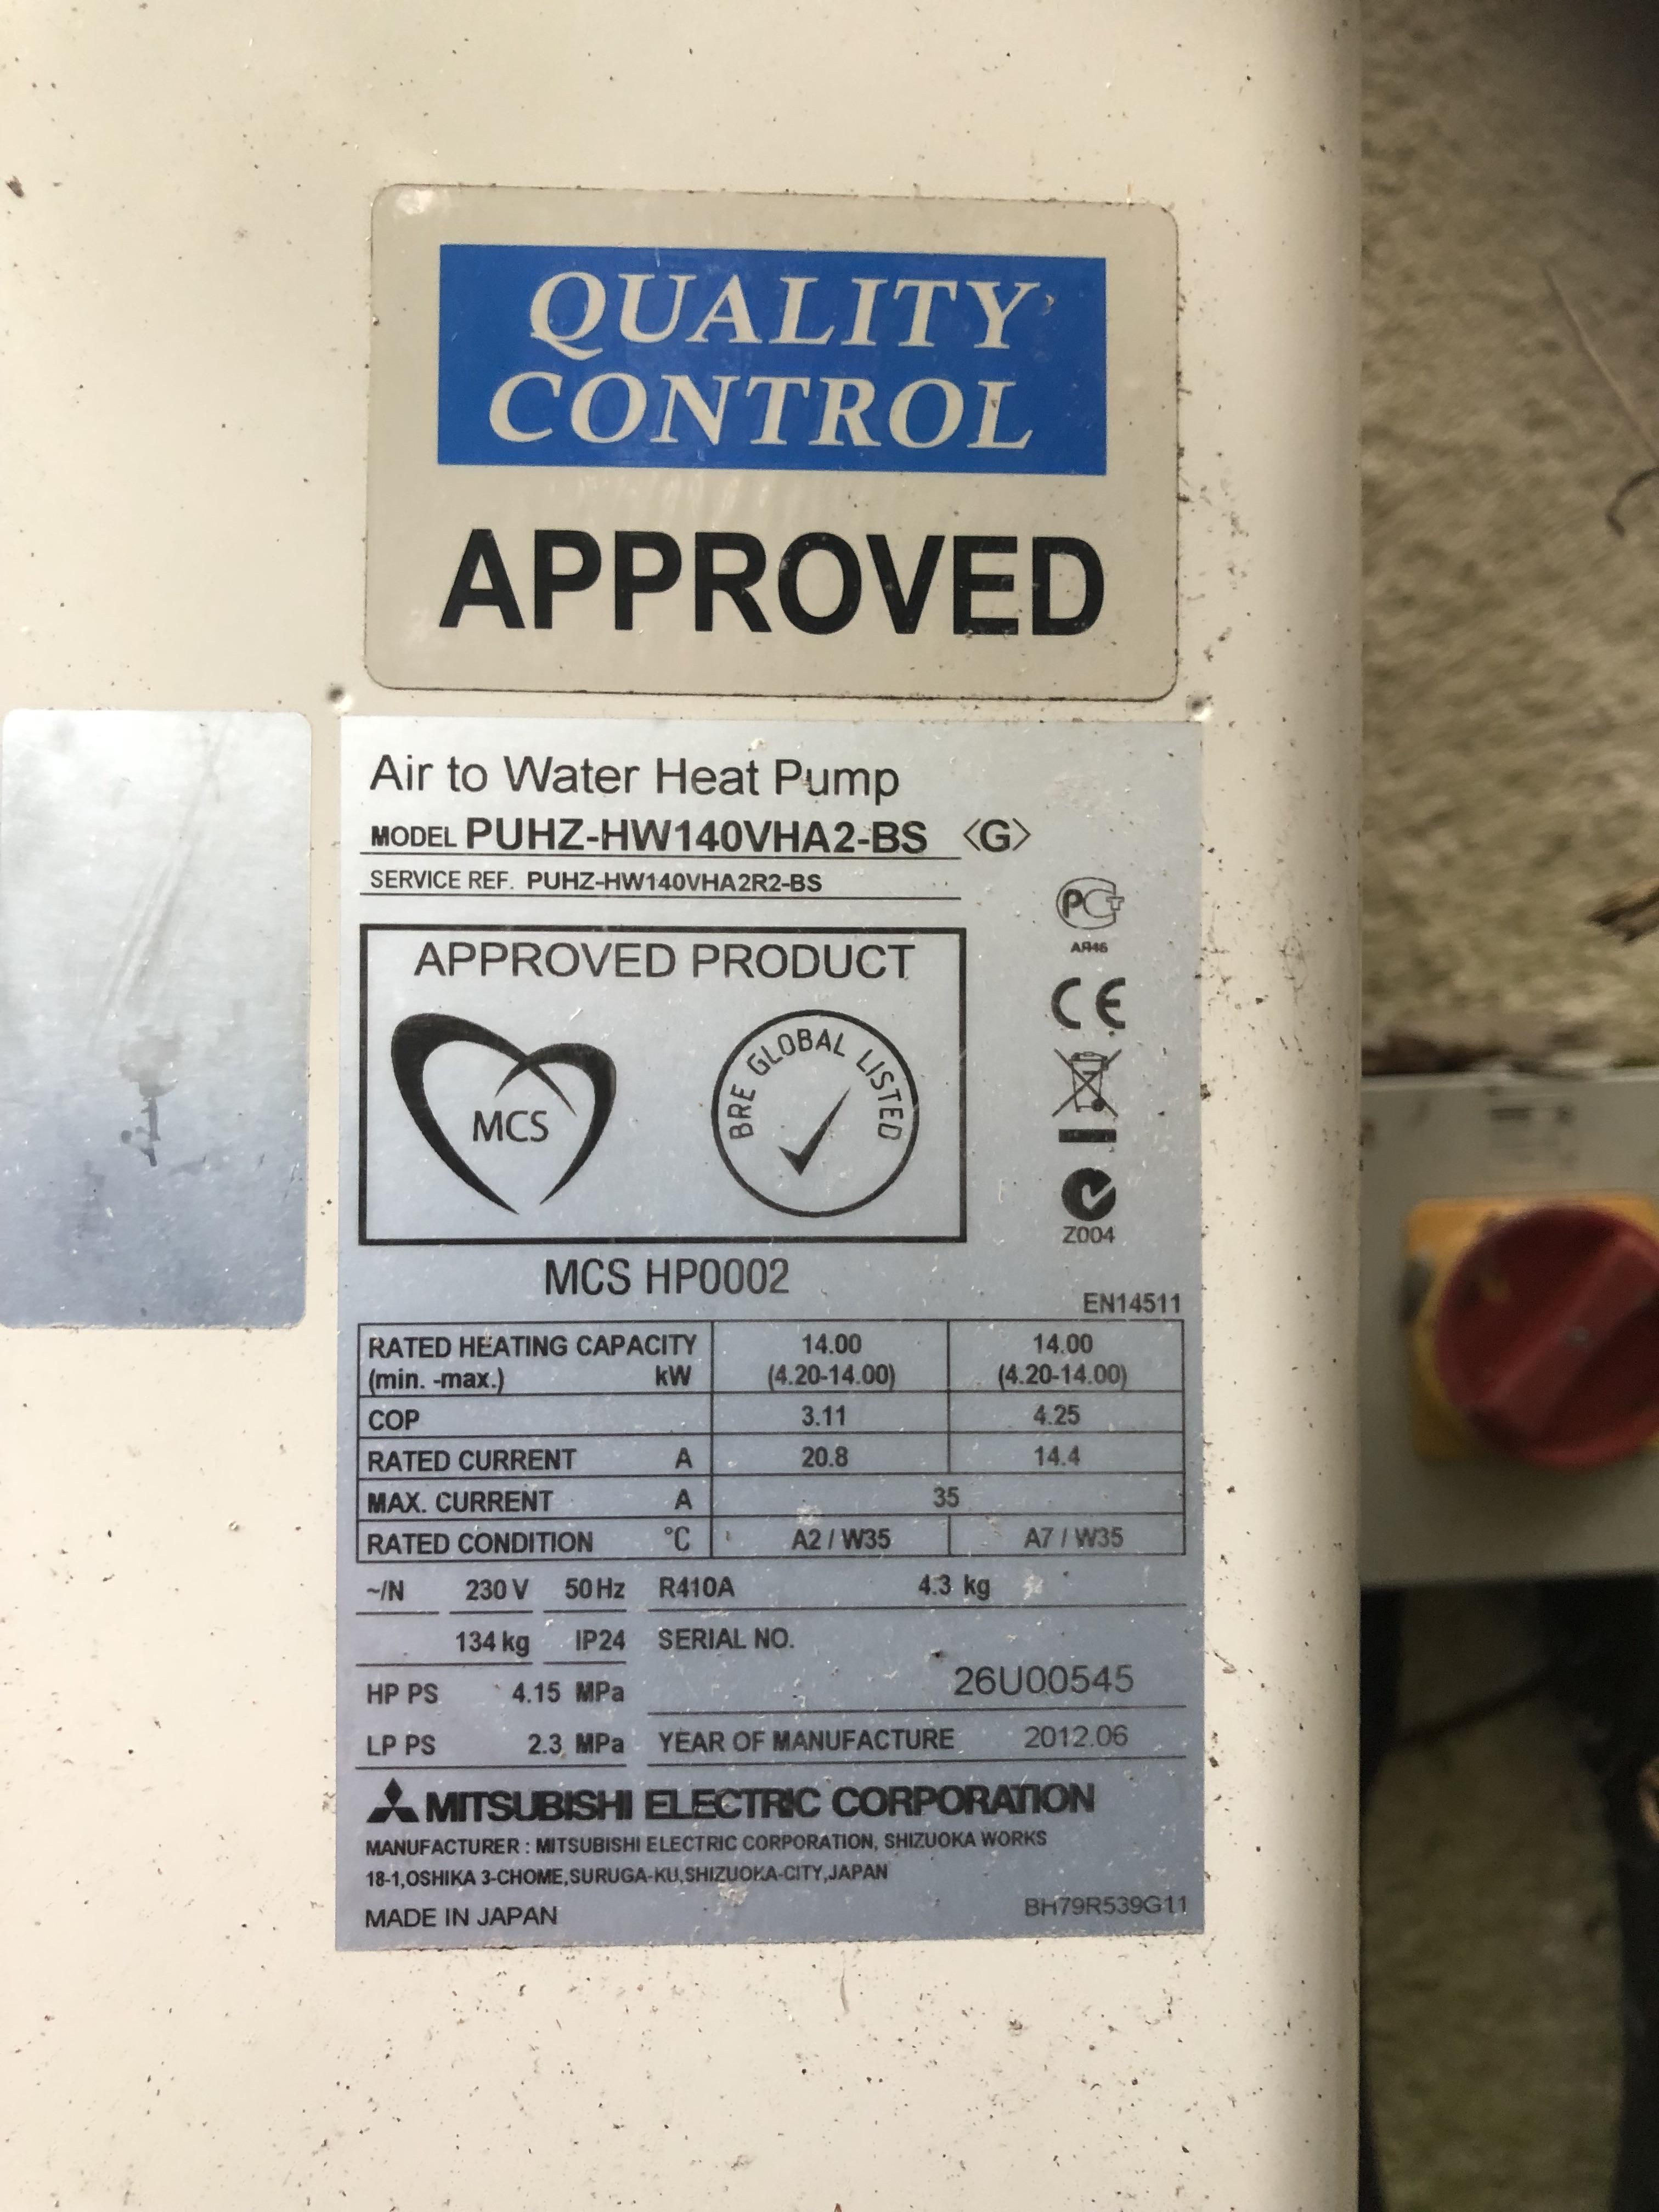 QUALITY
CONTROL
APPROVED
Air to Water Heat Pump
MODEL PUHZ-HW140VHA2-BS <G>
SERVICE REF. PUHZ-HW140VHA2R2-BS
PCT
AR46
APPROVED PRODUCT
CE
MCS
BRE GLOBAL LISTED
Z004
MCS HP0002
EN14511
RATED HEATING CAPACITY 14.00 14.00
(min. -max.) kW (4.20-14.00) (4.20-14.00)
COP 3.11 4.25
RATED CURRENT A 20.8 14.4
MAX. CURRENT A 35
RATED CONDITION °C A2 / W35 A7 / W35
~/N 230 V 50 Hz R410A 4.3 kg
134 kg IP24 SERIAL NO.
26U00545
HP PS 4.15 MPa
LP PS 2.3 MPa YEAR OF MANUFACTURE 2012.06
MITSUBISHI ELECTRIC CORPORATION
MANUFACTURER : MITSUBISHI ELECTRIC CORPORATION, SHIZUOKA WORKS
18-1,OSHIKA 3-CHOME,SURUGA-KU,SHIZUOKA-CITY,JAPAN
MADE IN JAPAN BH79R539G11